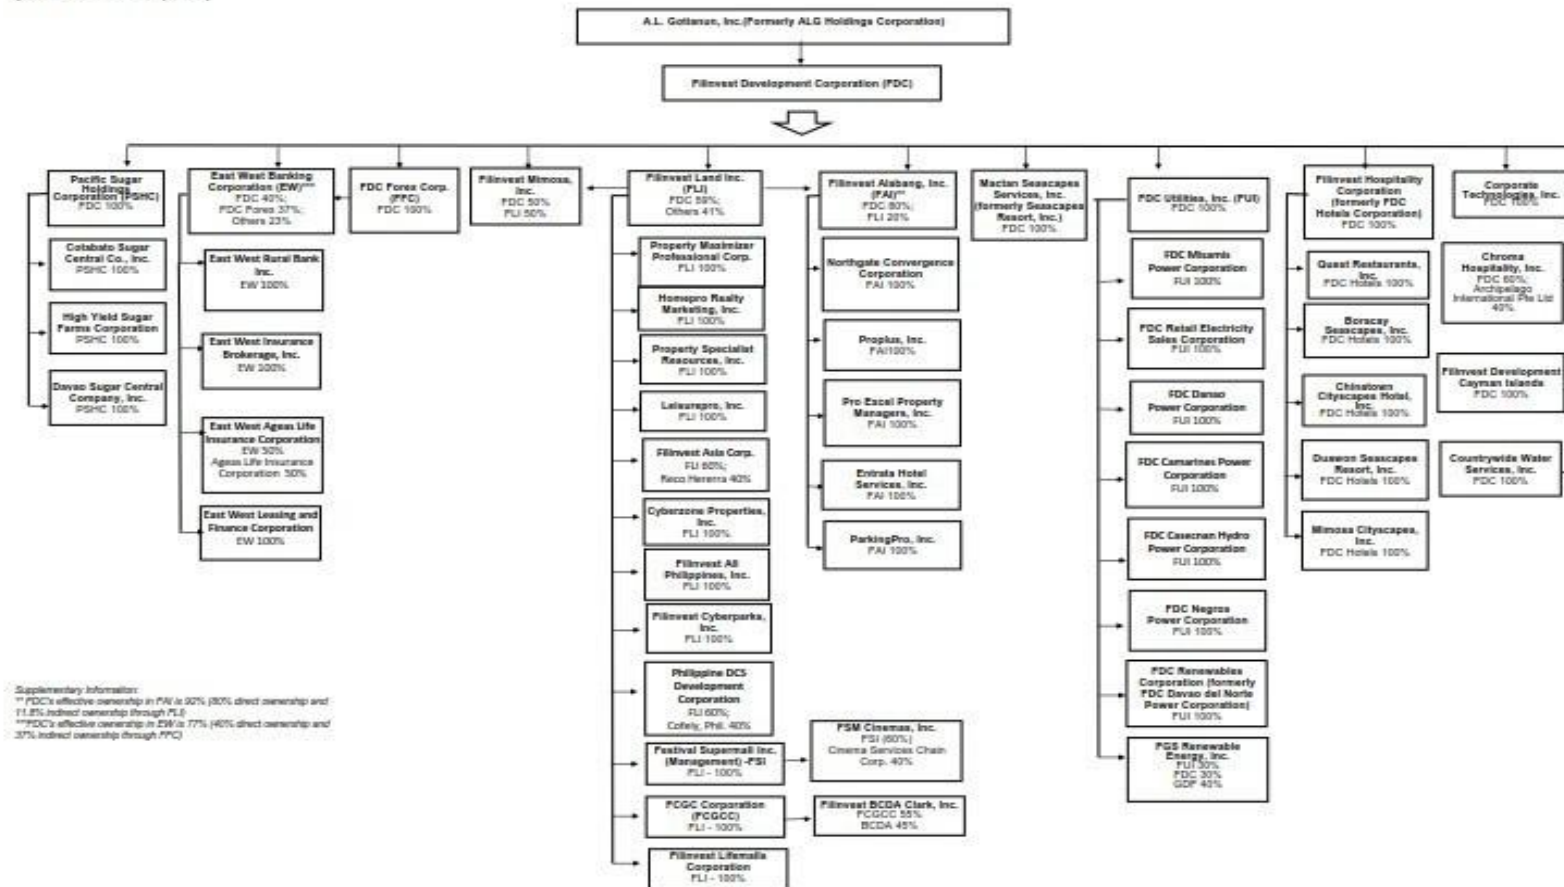 A.L. Gotianun, Inc.(Formerly ALG Holdings Corporation)
Filinvest Development Corporation (FDC)
Pacific Sugar
Holdings
Corporation (PSHC)
FDC 100%
Cotabato Sugar
Central Co., Inc.
PSHC 100%
High Yield Sugar
Farms Corporation
PSHC 100%
Davao Sugar Central
Company, Inc.
PSHC 100%
East West Banking
Corporation (EW)***
FDC 40%;
FDC Forex 37%;
Others 23%
East West Rural Bank
Inc.
EW 100%
East West Insurance
Brokerage, Inc.
EW 100%
East West Ageas Life
Insurance Corporation
EW 50%
Ageas Life Insurance
Corporation 50%
East West Leasing and
Finance Corporation
EW 100%
FDC Forex Corp.
(FFC)
FDC 100%
Filinvest Mimosa,
Inc.
FDC 50%
FLI 50%
Filinvest Land Inc.
(FLI)
FDC 59%;
Others 41%
Property Maximizer
Professional Corp.
FLI 100%
Homepro Realty
Marketing, Inc.
FLI 100%
Property Specialist
Resources, Inc.
FLI 100%
Leisurepro, Inc.
FLI 100%
Filinvest Asia Corp.
FLI 60%;
Reco Hererra 40%
Cyberzone Properties,
Inc.
FLI 100%
Filinvest All
Philippines, Inc.
FLI 100%
Filinvest Cyberparks,
Inc.
FLI 100%
Philippine DCS
Development
Corporation
FLI 60%;
Cofely, Phil. 40%
Festival Supermall Inc.
(Management) -FSI
FLI - 100%
FSM Cinemas, Inc.
FSI (60%)
Cinema Services Chain
Corp. 40%
FCGC Corporation
(FCGCC)
FLI - 100%
Filinvest BCDA Clark, Inc.
FCGCC 55%
BCDA 45%
Filinvest Lifemalls
Corporation
FLI - 100%
Filinvest Alabang, Inc.
(FAI)**
FDC 80%;
FLI 20%
Northgate Convergence
Corporation
FAI 100%
Proplus, Inc.
FAI100%
Pro Excel Property
Managers, Inc.
FAI 100%
Entrata Hotel
Services, Inc.
FAI 100%
ParkingPro, Inc.
FAI 100%
Mactan Seascapes
Services, Inc.
(formerly Seascapes
Resort, Inc.)
FDC 100%
FDC Utilities, Inc. (FUI)
FDC 100%
FDC Misamis
Power Corporation
FUI 100%
FDC Retail Electricity
Sales Corporation
FUI 100%
FDC Danao
Power Corporation
FUI 100%
FDC Camarines Power
Corporation
FUI 100%
FDC Casecnan Hydro
Power Corporation
FUI 100%
FDC Negros
Power Corporation
FUI 100%
FDC Renewables
Corporation (formerly
FDC Davao del Norte
Power Corporation)
FUI 100%
FGS Renewable
Energy, Inc.
FUI 30%
FDC 30%
GDF 40%
Filinvest Hospitality
Corporation
(formerly FDC
Hotels Corporation)
FDC 100%
Quest Restaurants,
Inc.
FDC Hotels 100%
Boracay
Seascapes, Inc.
FDC Hotels 100%
Chinatown
Cityscapes Hotel,
Inc.
FDC Hotels 100%
Duawon Seascapes
Resort, Inc.
FDC Hotels 100%
Mimosa Cityscapes,
Inc.
FDC Hotels 100%
Corporate
Technologies, Inc.
FDC 100%
Chroma
Hospitality, Inc.
FDC 60%;
Archipelago
International Pte Ltd
40%
Filinvest Development
Cayman Islands
FDC 100%
Countrywide Water
Services, Inc.
FDC 100%
Supplementary Information:
** FDC's effective ownership in FAI is 92% (80% direct ownership and
11.8% indirect ownership through FLI)
***FDC's effective ownership in EW is 77% (40% direct ownership and
37% indirect ownership through FFC)